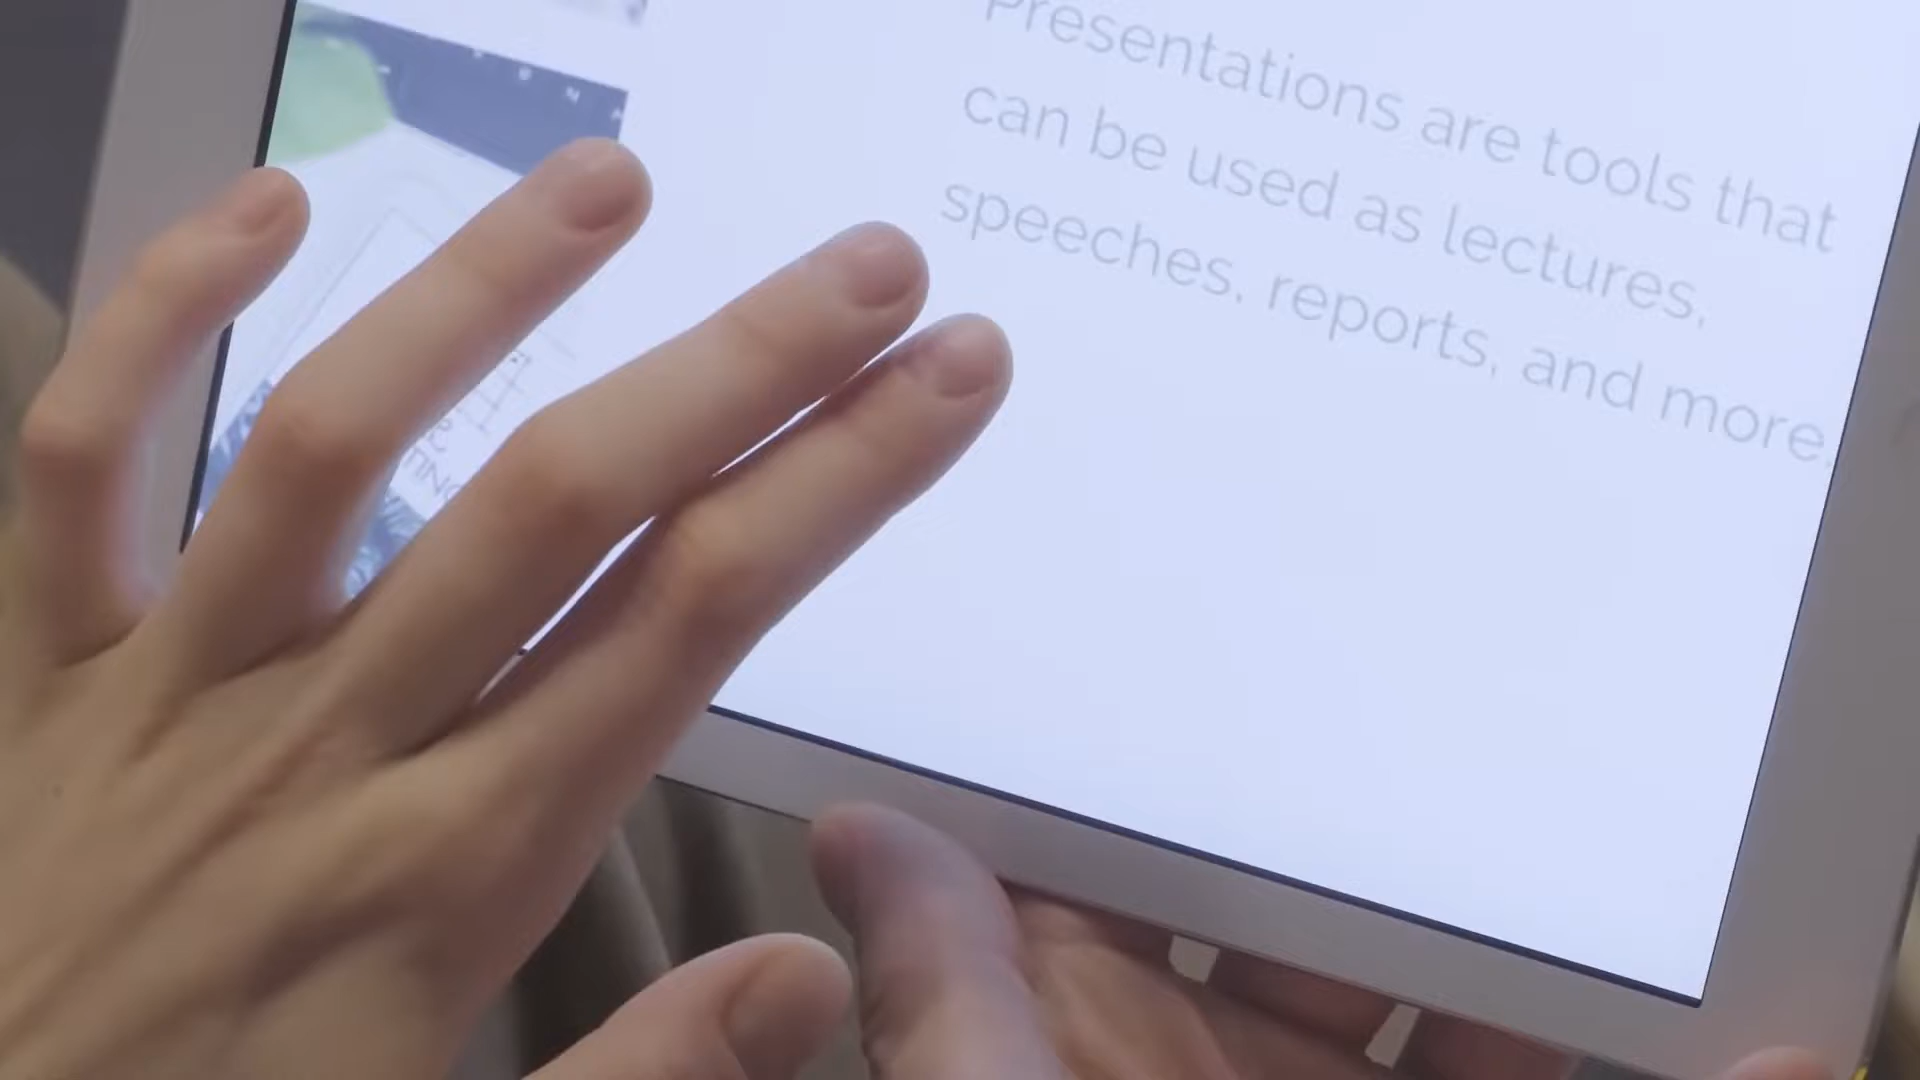 Presentations are tools that
can be used as lectures,
speeches, reports, and more.